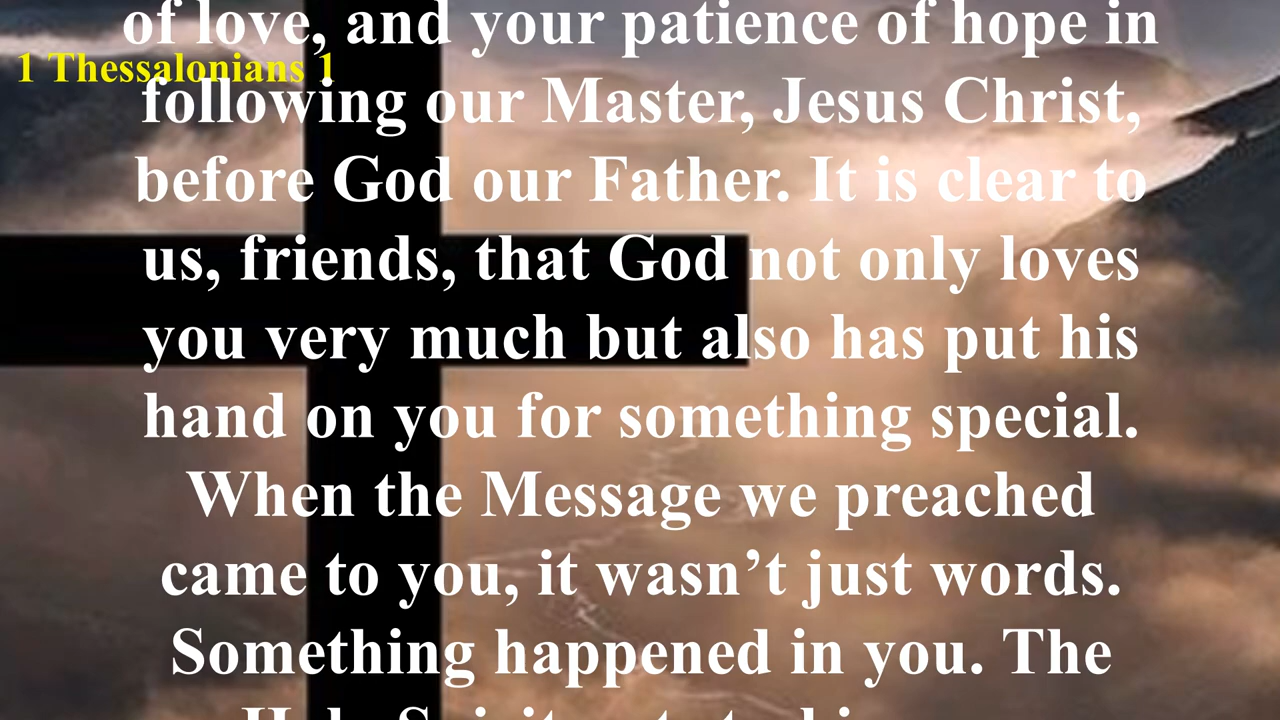 of love, and your patience of hope in
1 Thessalonians 1
following our Master, Jesus Christ,
before God our Father. It is clear to
us, friends, that God not only loves
you very much but also has put his
hand on you for something special.
When the Message we preached
came to you, it wasn’t just words.
Something happened in you. The
Holy Spirit